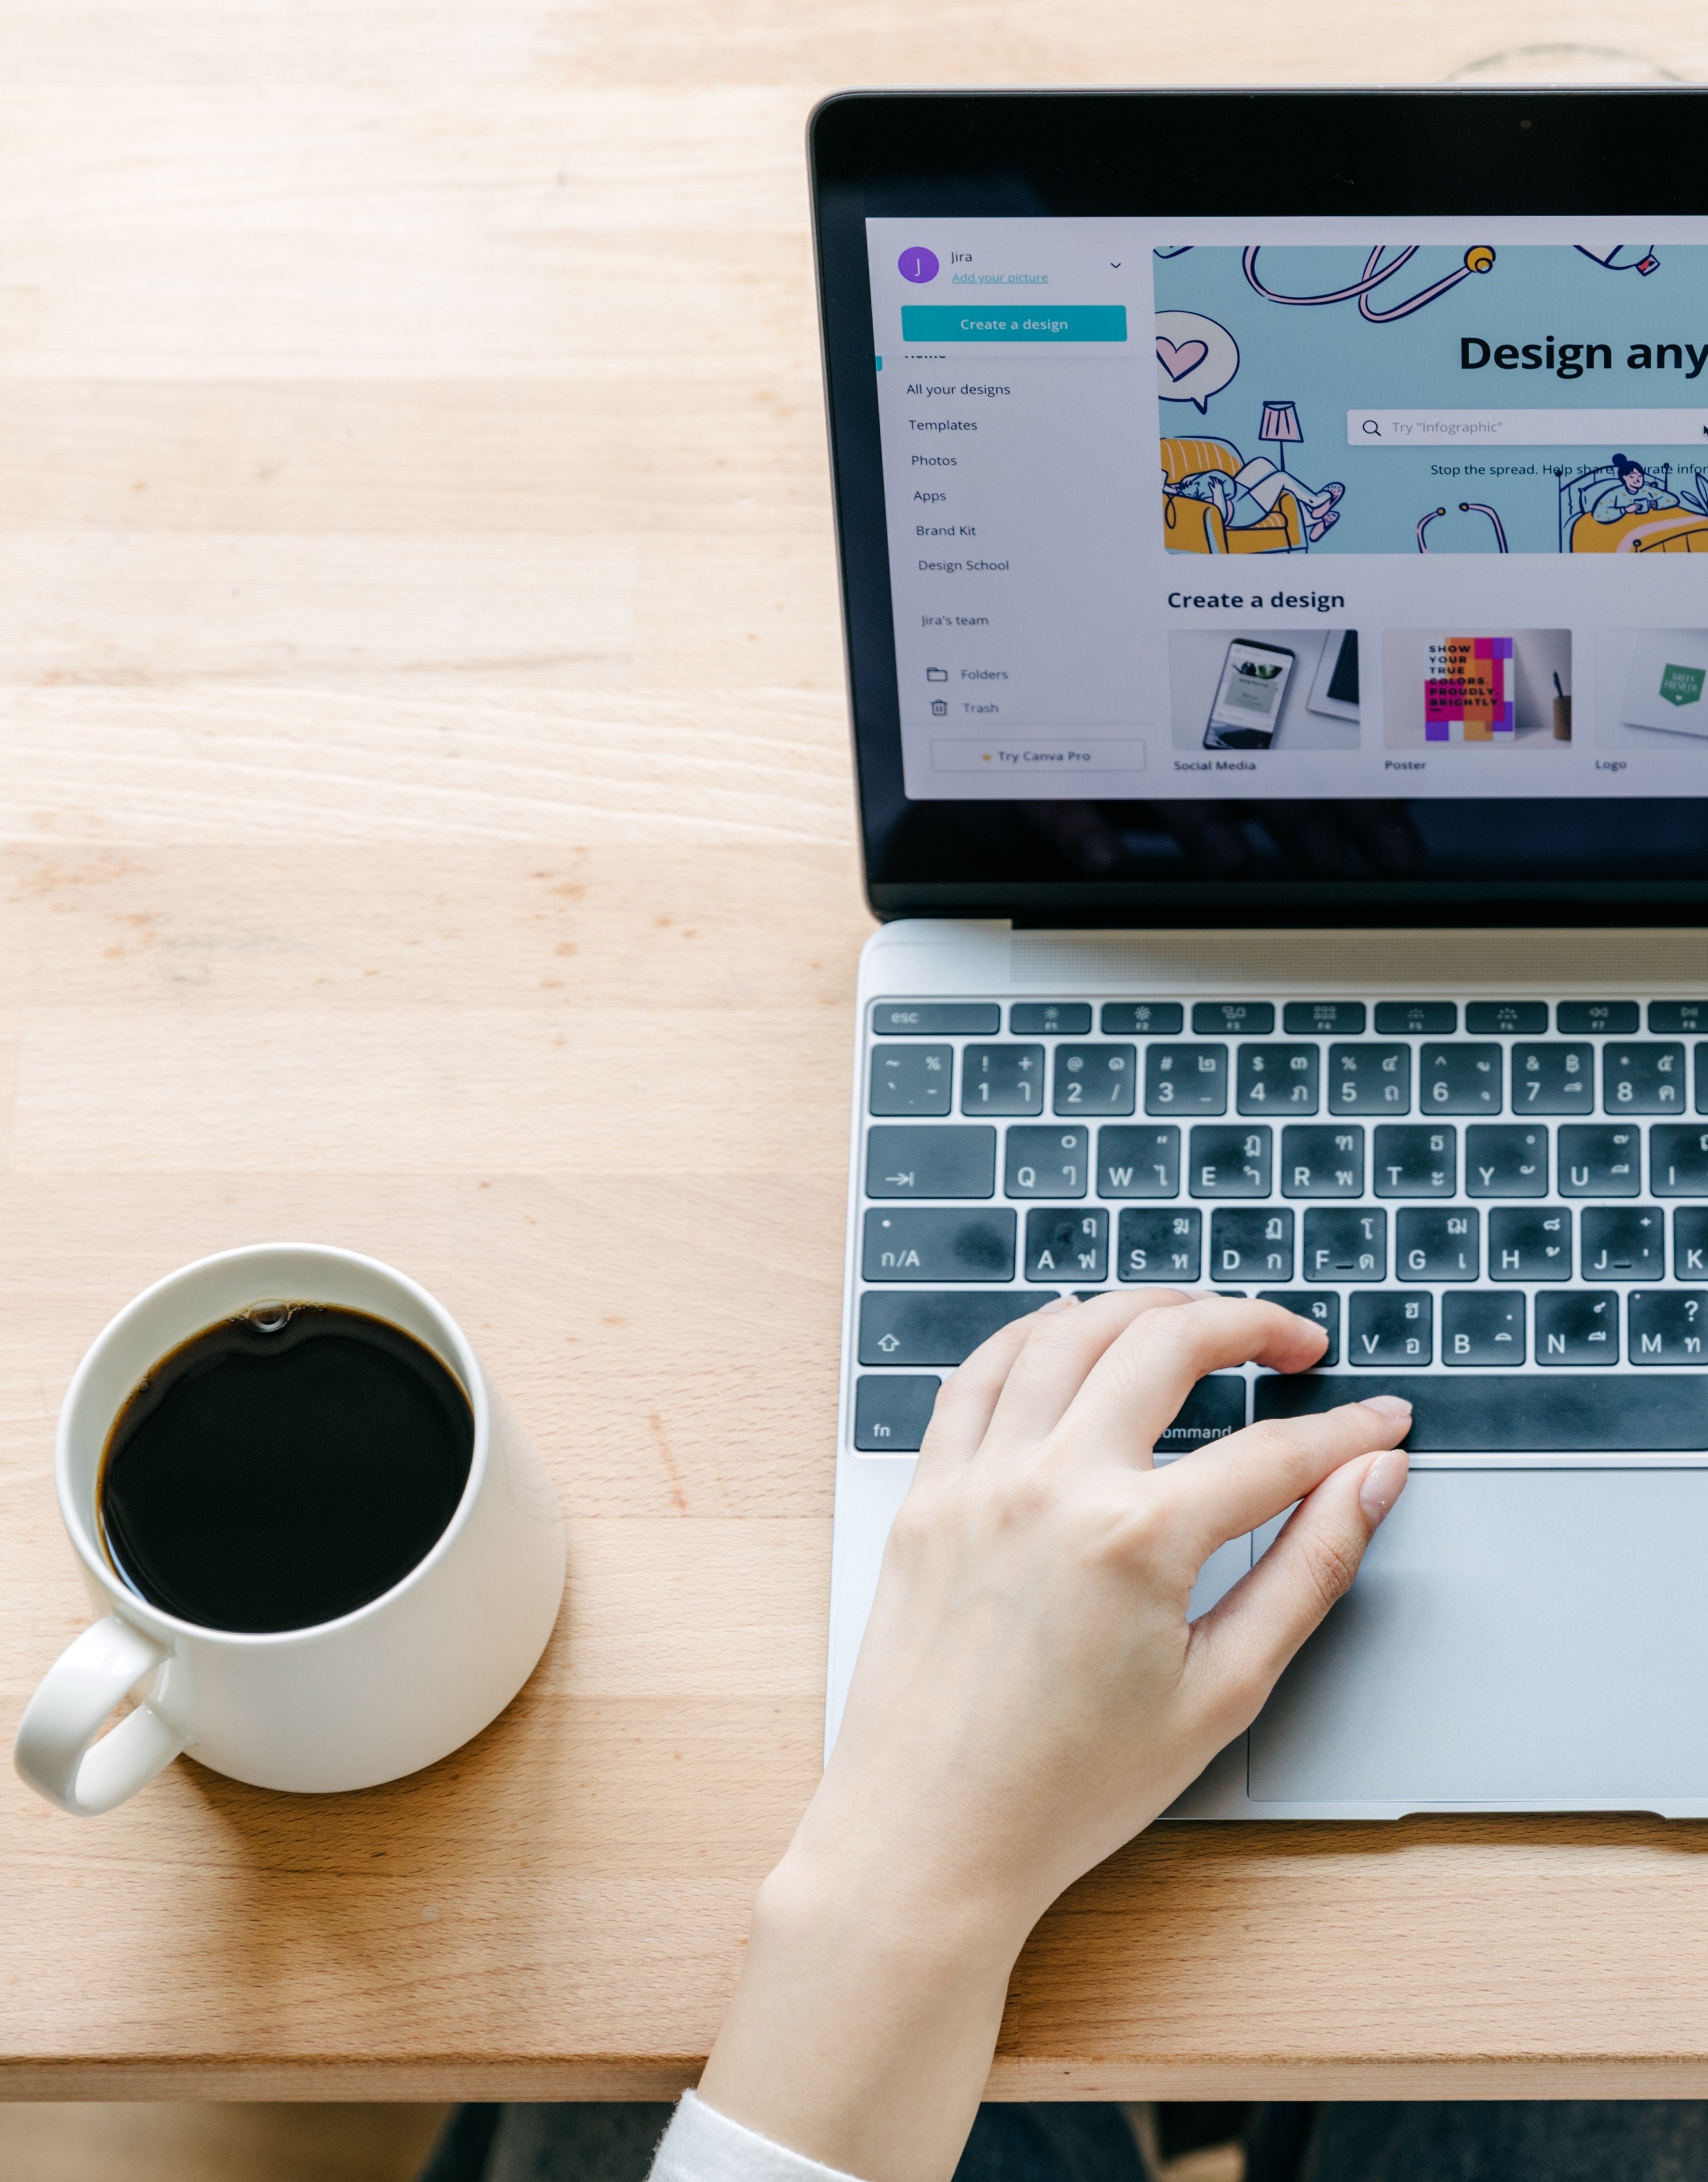 J
Jira
Add your picture
Create a design
Home
All your designs
Templates
Photos
Apps
Brand Kit
Design School
Jira's team
Folders
Trash
Try Canva Pro
Design any
Try "Infographic"
Stop the spread. Help share
Create a design
SHOW
YOUR
TRUE
COLORS.
PROUDLY.
BRIGHTLY.
Social Media
Poster
Logo
esc
F1 F2 F3 F4 F5 F6 F7 F8
~ % ! + @ ๑ # ๒ $ ๓ % ๔ ^ & ฿ * ๕
` - 1 ๅ 2 / 3 _ 4 ภ 5 ถ 6 ุ 7 ึ 8 ค
Q ๆ W ไ E ำ R พ T ะ Y ั U ี I
ก/A A ฟ S ห D ก F ด G เ H ้ J ่ K
V อ B ิ N ื M ท
fn ommand